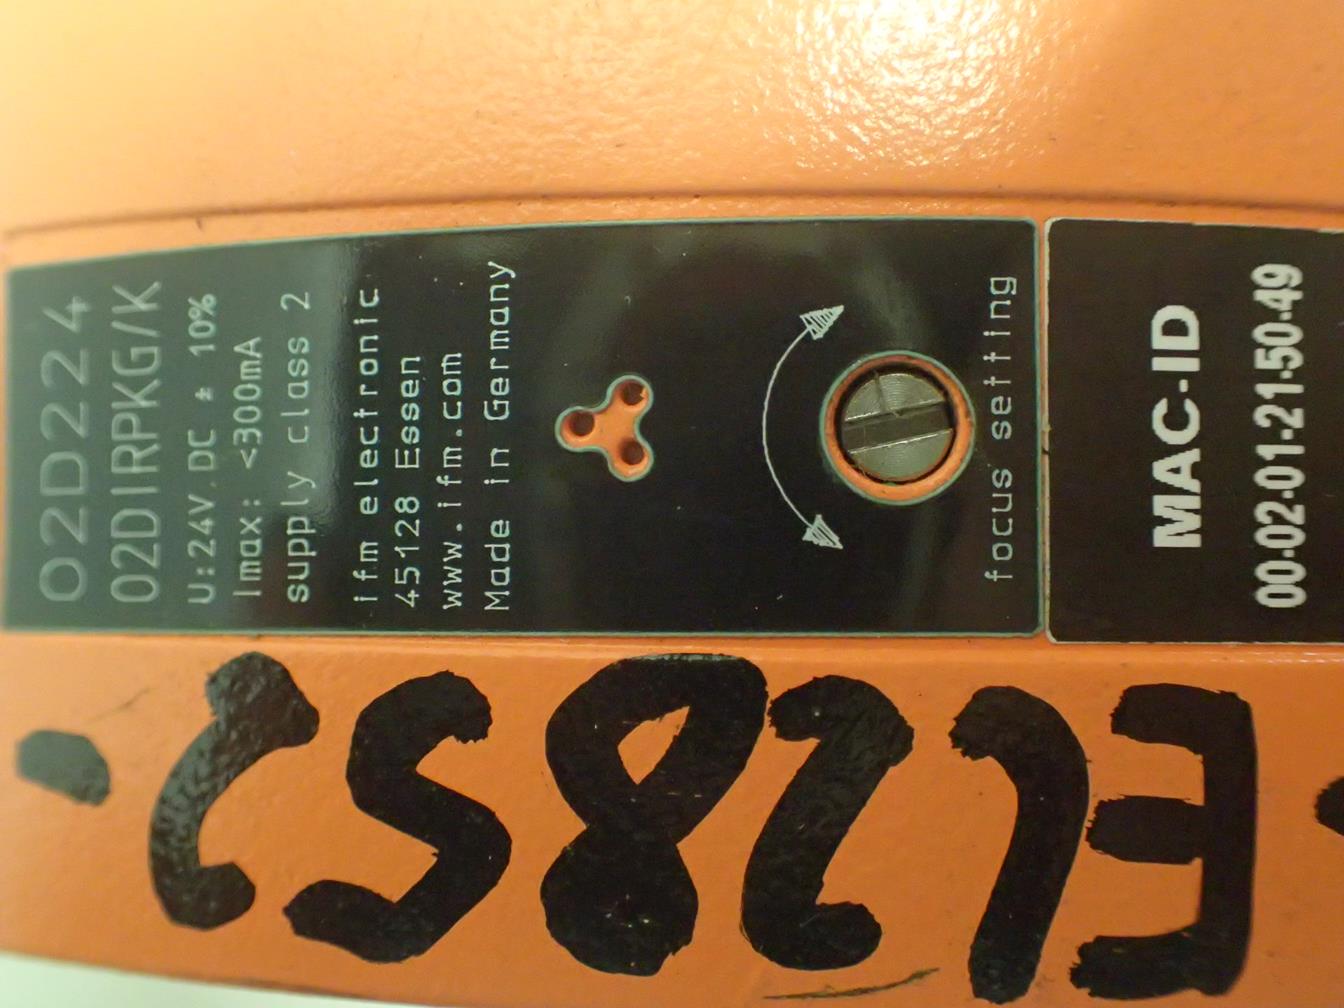 O2D224
O2DIRPKG/K
U:24V DC ± 10%
Imax: <300mA
supply class 2
ifm electronic
45128 Essen
www.ifm.com
Made in Germany
focus setting
MAC-ID
00-02-01-21-50-49
EL2852